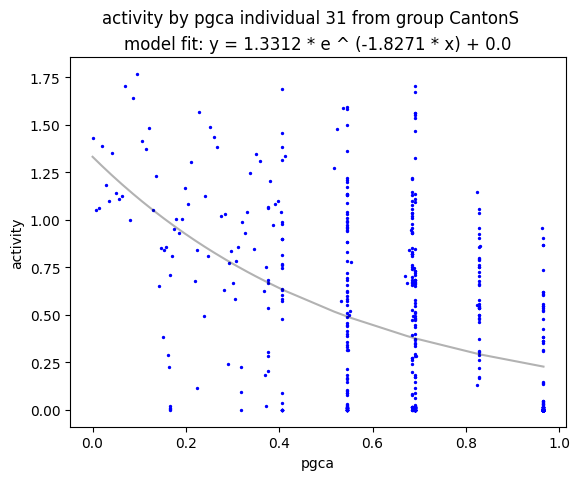 activity by pgca individual 31 from group CantonS
model fit: y = 1.3312 * e ^ (-1.8271 * x) + 0.0
1.75
1.50
1.25
1.00
0.75
0.50
0.25
0.00
activity
0.0 0.2 0.4 0.6 0.8 1.0
pgca